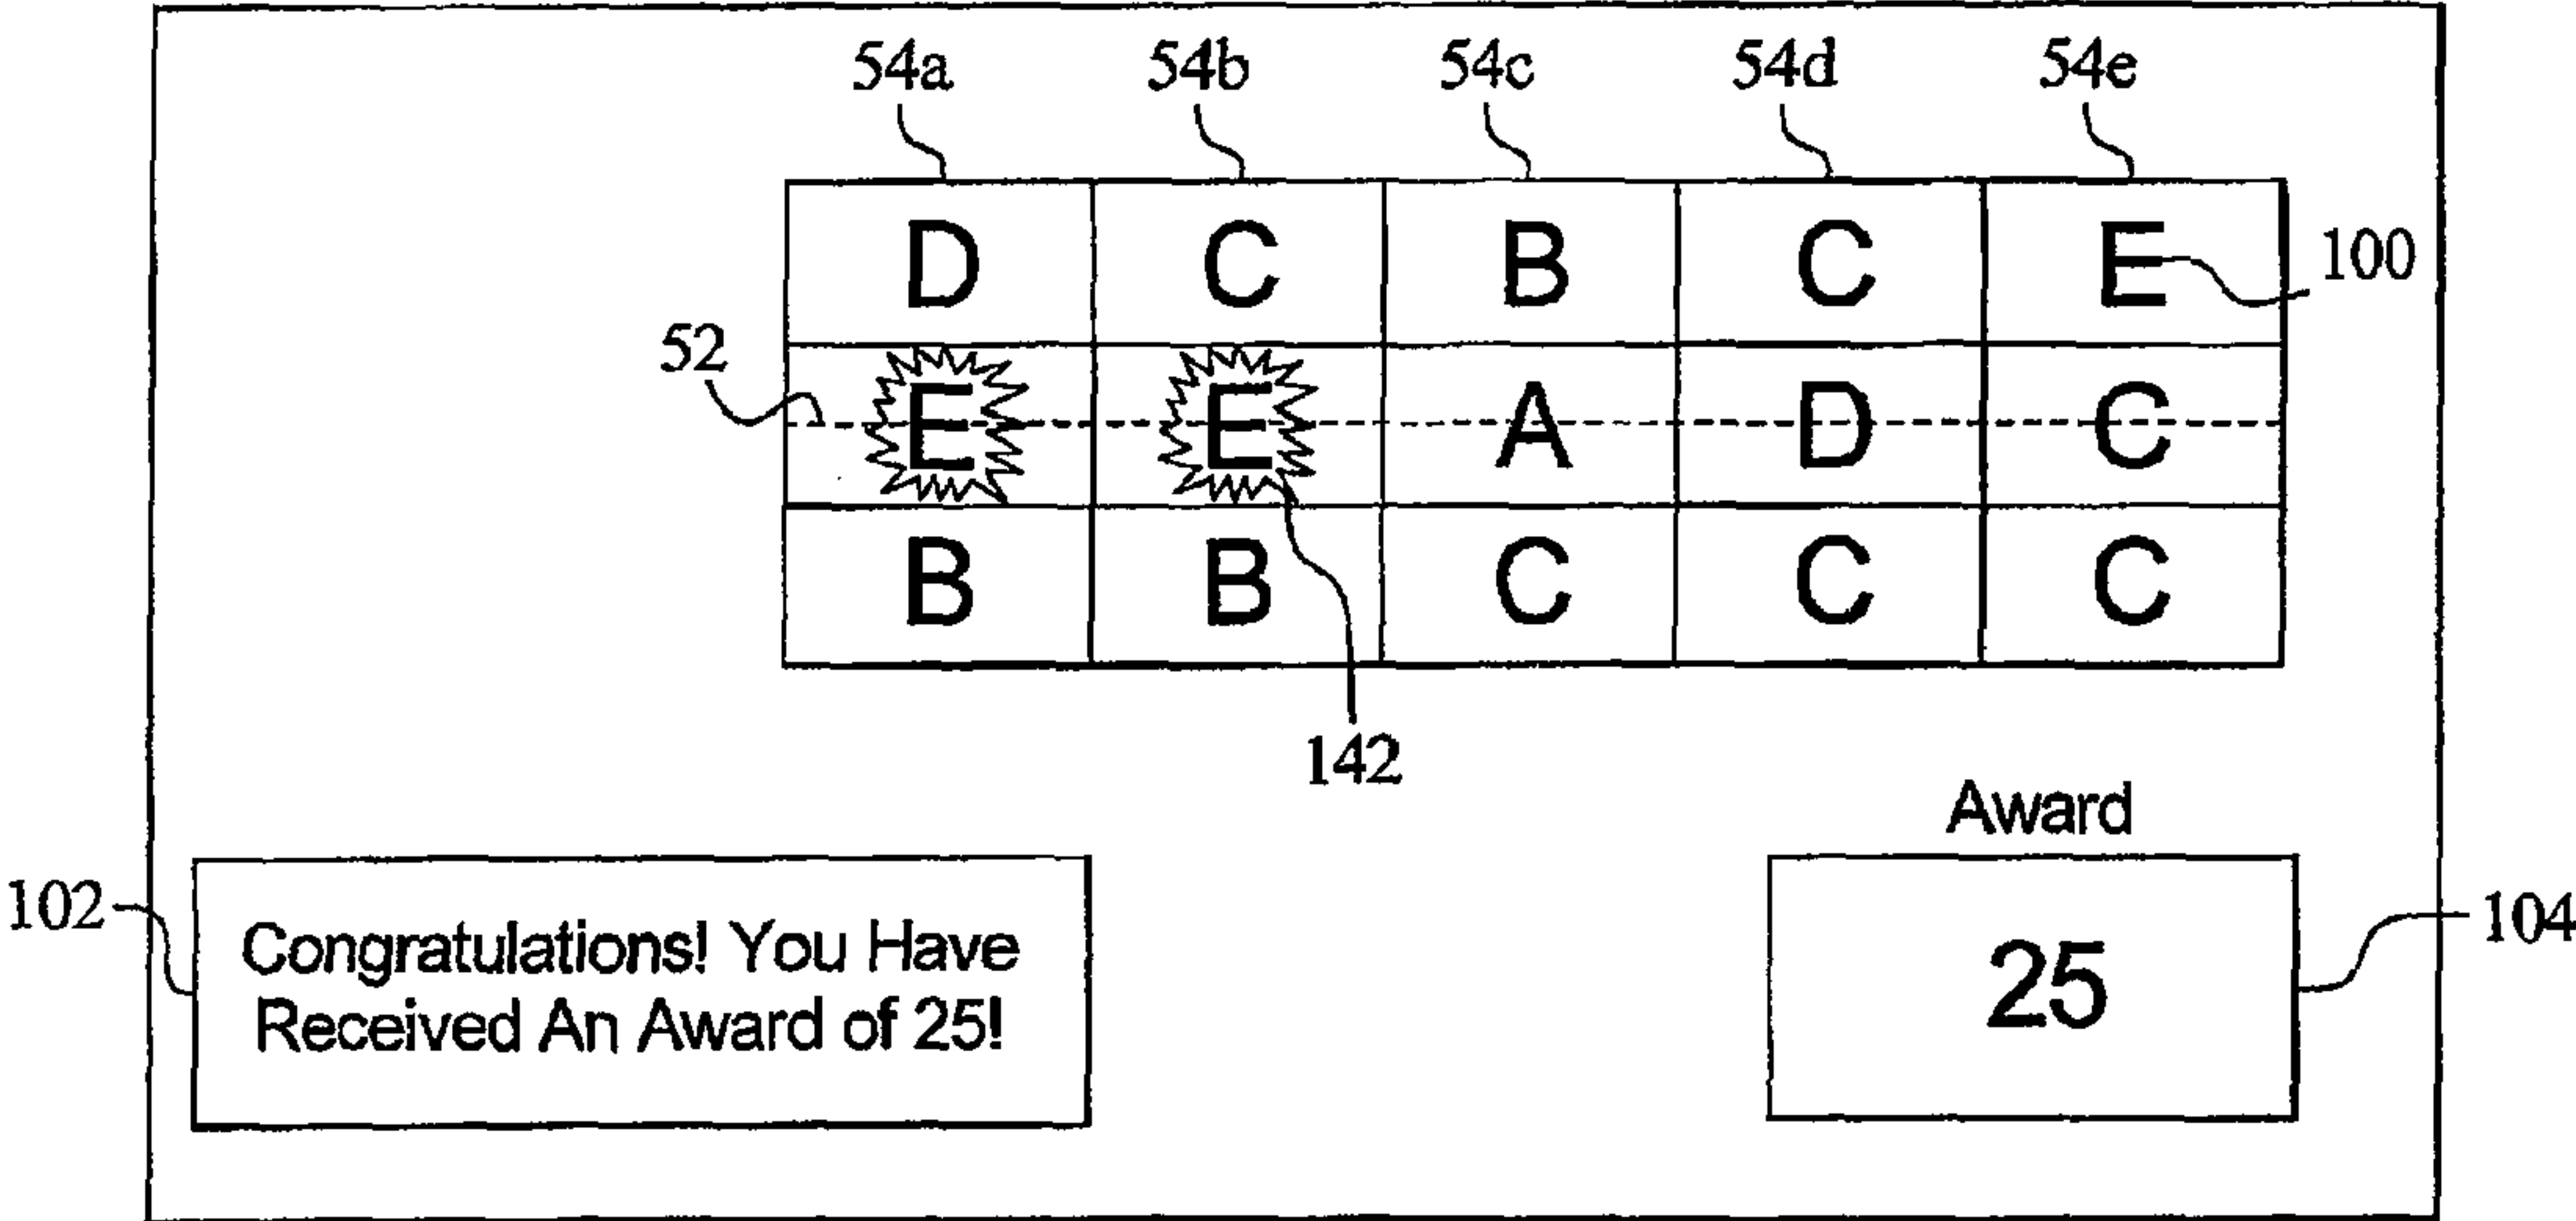 54a 54b 54c 54d 54e
D C B C E 100
52 E E A D C
B B C C C
142
Award
102 Congratulations! You Have 25 104
Received An Award of 25!